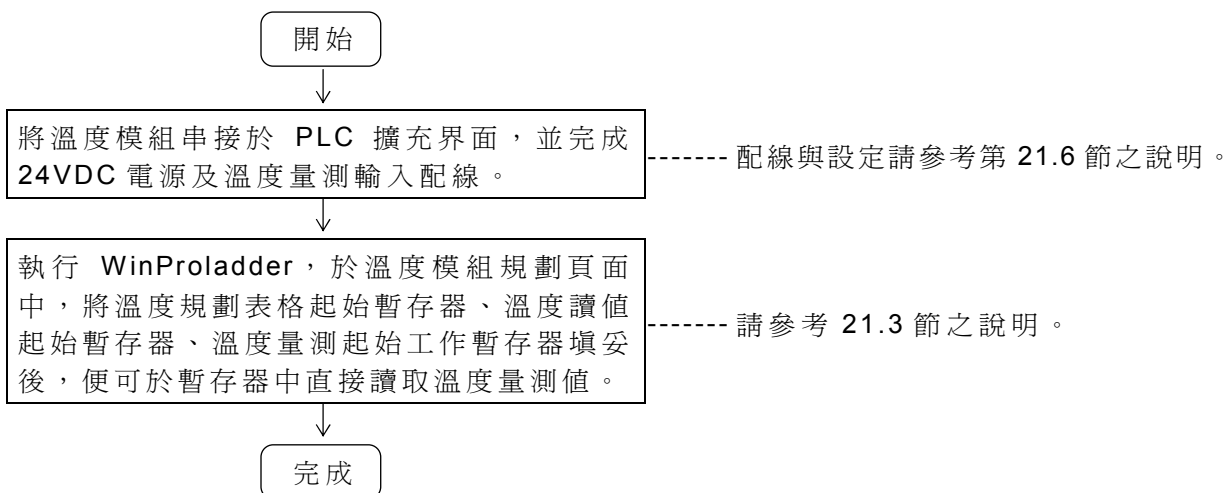 開始
將溫度模組串接於 PLC 擴充界面，並完成
24VDC 電源及溫度量測輸入配線。
------- 配線與設定請參考第 21.6 節之說明。
執行 WinProladder，於溫度模組規劃頁面
中，將溫度規劃表格起始暫存器、溫度讀值
起始暫存器、溫度量測起始工作暫存器填妥
後，便可於暫存器中直接讀取溫度量測值。
------- 請參考 21.3 節之說明。
完成